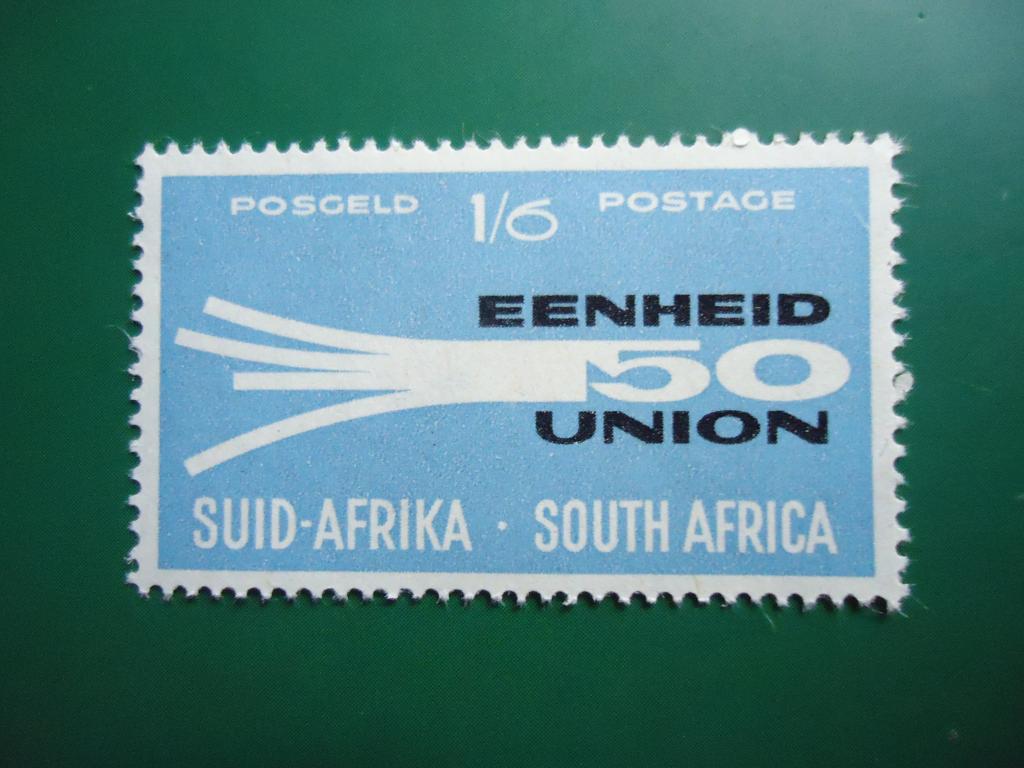 POSGELD 1/6 POSTAGE
EENHEID
50
UNION
SUID-AFRIKA · SOUTH AFRICA